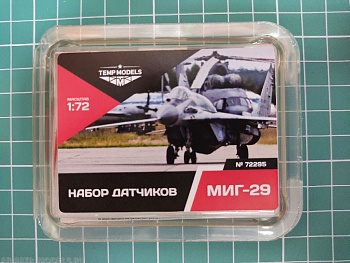 TEMP MODELS
МАСШТАБ
1:72
№ 72295
НАБОР ДАТЧИКОВ
МИГ-29